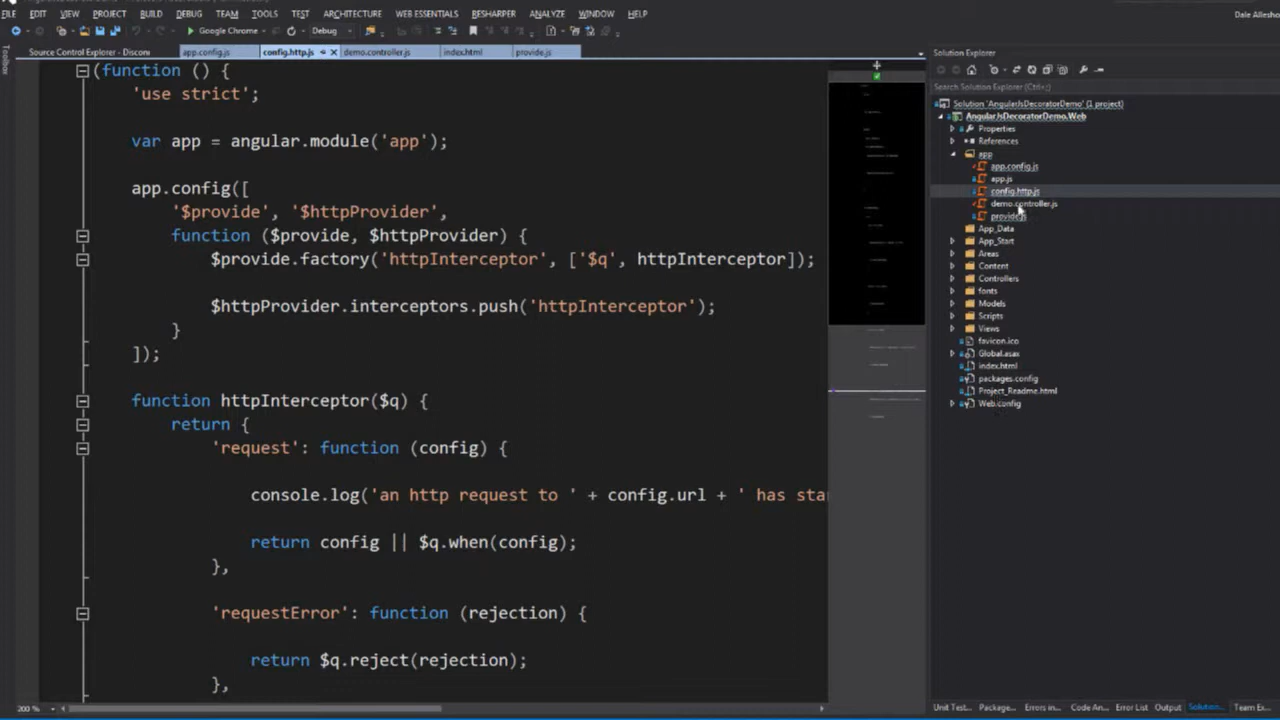 FILE EDIT VIEW PROJECT BUILD DEBUG TEAM TOOLS TEST ARCHITECTURE WEB ESSENTIALS RESHARPER ANALYZE WINDOW HELP
Dale Allesho
Google Chrome Debug
Source Control Explorer - Disconn app.config.js config.http.js demo.controller.js index.html provide.js
(function () {
'use strict';
var app = angular.module('app');
app.config([
'$provide', '$httpProvider',
function ($provide, $httpProvider) {
$provide.factory('httpInterceptor', ['$q', httpInterceptor]);
$httpProvider.interceptors.push('httpInterceptor');
}
]);
function httpInterceptor($q) {
return {
'request': function (config) {
console.log('an http request to ' + config.url + ' has sta
return config || $q.when(config);
},
'requestError': function (rejection) {
return $q.reject(rejection);
},
200 %
Solution Explorer
Search Solution Explorer (Ctrl+;)
Solution 'AngularJsDecoratorDemo' (1 project)
AngularJsDecoratorDemo.Web
Properties
References
app
app.config.js
app.js
config.http.js
demo.controller.js
provide.js
App_Data
App_Start
Areas
Content
Controllers
fonts
Models
Scripts
Views
favicon.ico
Global.asax
index.html
packages.config
Project_Readme.html
Web.config
Unit Test... Package... Errors in... Code An... Error List Output Solution... Team Ex...